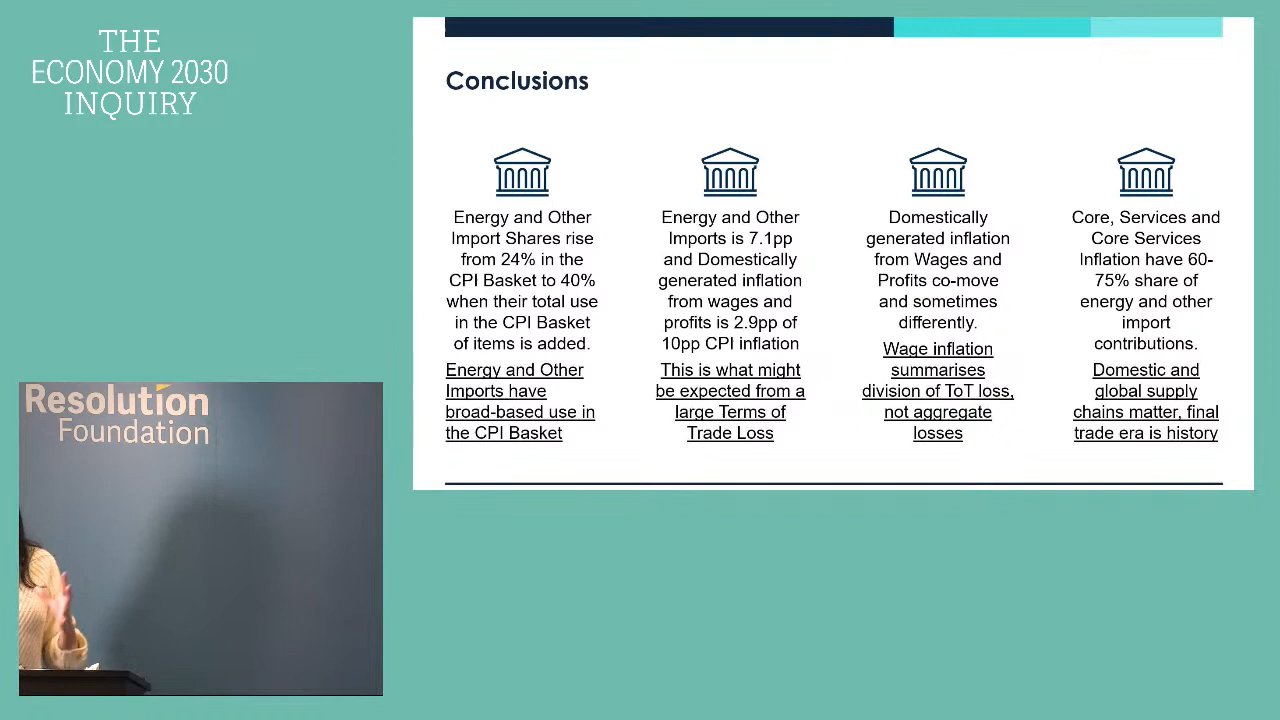 THE
ECONOMY 2030
INQUIRY
Conclusions
Energy and Other
Import Shares rise
from 24% in the
CPI Basket to 40%
when their total use
in the CPI Basket
of items is added.
Energy and Other
Imports have
broad-based use in
the CPI Basket
Energy and Other
Imports is 7.1pp
and Domestically
generated inflation
from wages and
profits is 2.9pp of
10pp CPI inflation
This is what might
be expected from a
large Terms of
Trade Loss
Domestically
generated inflation
from Wages and
Profits co-move
and sometimes
differently.
Wage inflation
summarises
division of ToT loss,
not aggregate
losses
Core, Services and
Core Services
Inflation have 60-
75% share of
energy and other
import
contributions.
Domestic and
global supply
chains matter, final
trade era is history
Resolution
Foundation